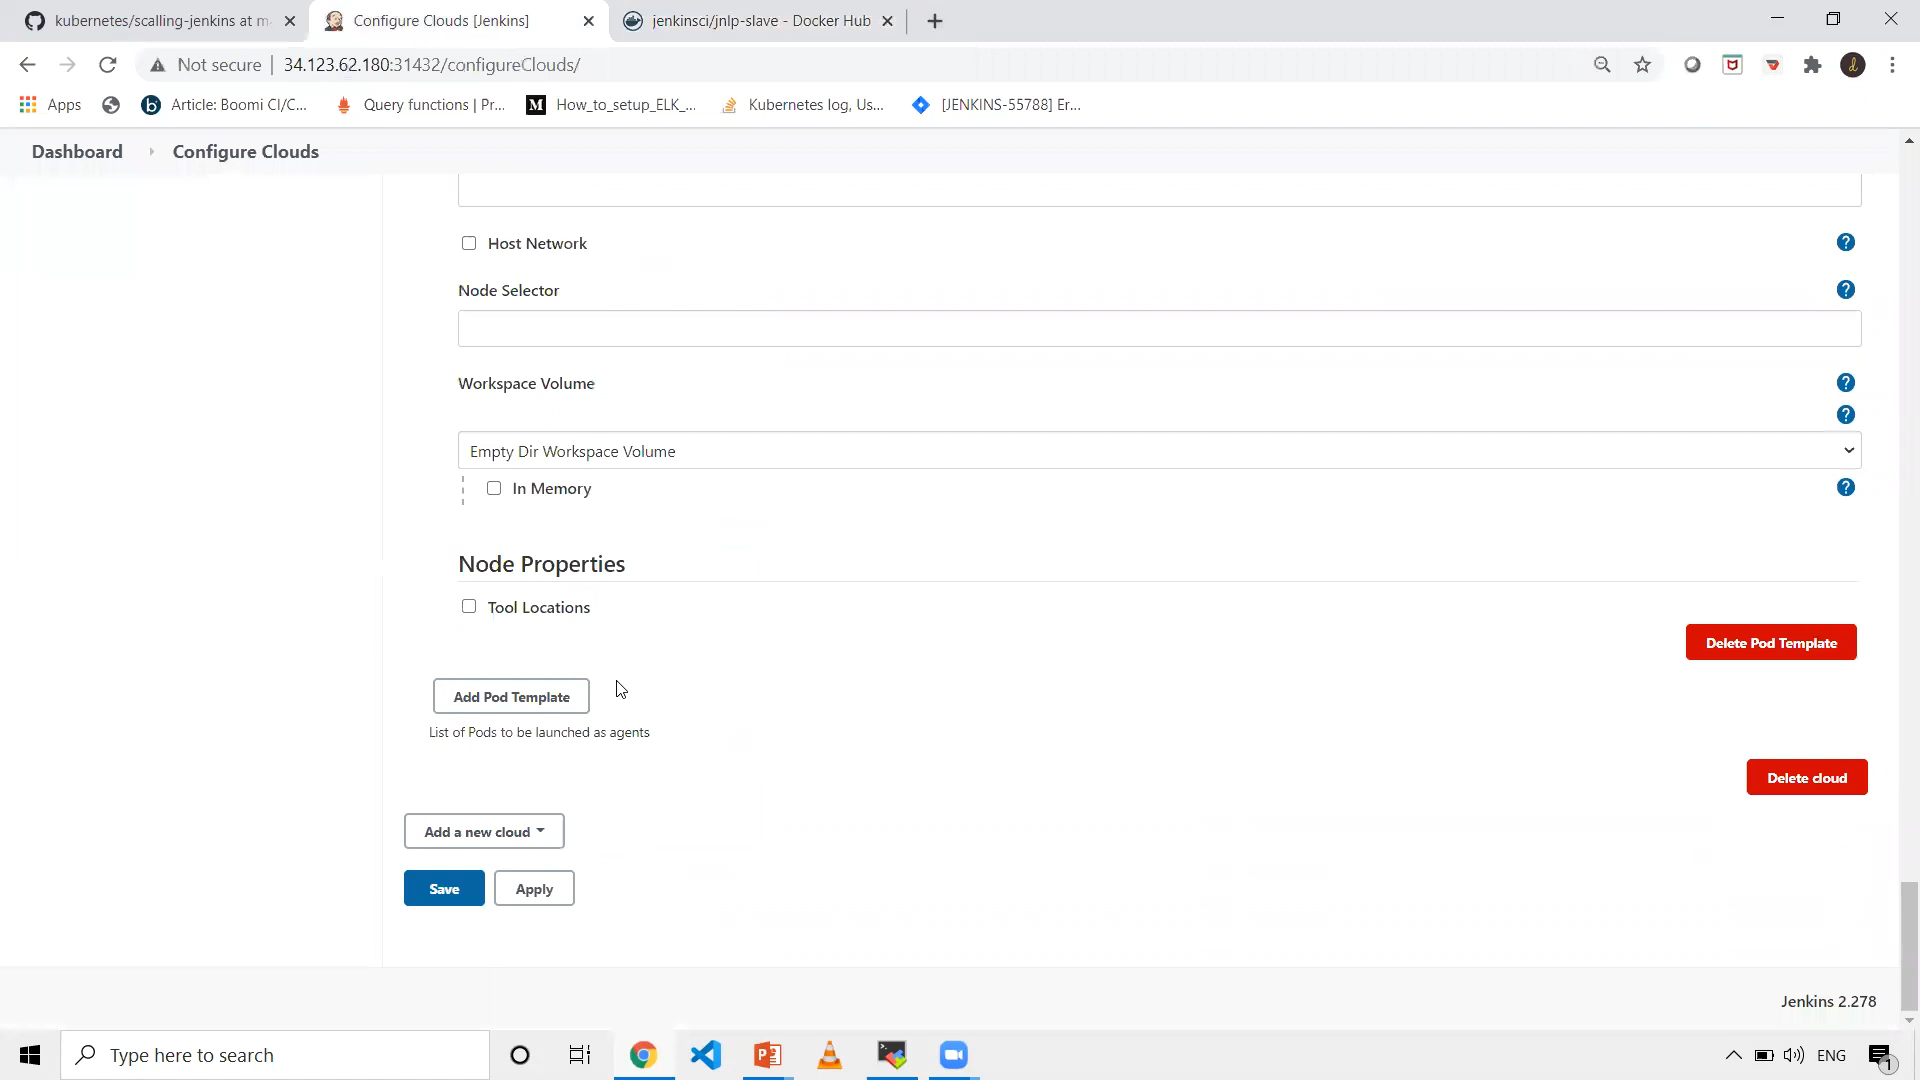 kubernetes/scalling-jenkins at m
Configure Clouds [Jenkins]
jenkinsci/jnlp-slave - Docker Hub
Not secure
34.123.62.180:31432/configureClouds/
Apps
Article: Boomi CI/C...
Query functions | Pr...
How_to_setup_ELK_...
Kubernetes log, Us...
[JENKINS-55788] Er...
Dashboard
Configure Clouds
Host Network
Node Selector
Workspace Volume
Empty Dir Workspace Volume
In Memory
Node Properties
Tool Locations
Delete Pod Template
Add Pod Template
List of Pods to be launched as agents
Delete cloud
Add a new cloud
Save
Apply
Jenkins 2.278
Type here to search
ENG
1